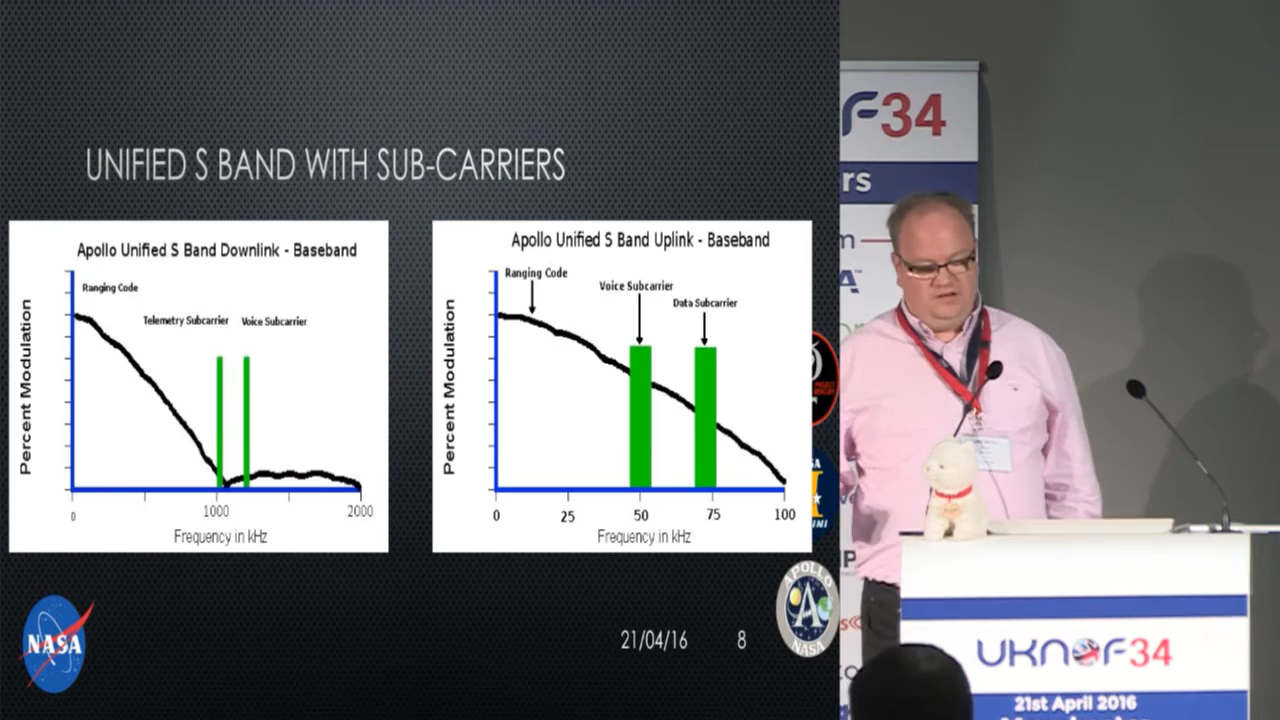 UNIFIED S BAND WITH SUB-CARRIERS
Apollo Unified S Band Downlink - Baseband
Ranging Code
Telemetry Subcarrier
Voice Subcarrier
Percent Modulation
0
1000
2000
Frequency in kHz
Apollo Unified S Band Uplink - Baseband
Ranging Code
Voice Subcarrier
Data Subcarrier
Percent Modulation
0
25
50
75
100
Frequency in kHz
NASA
21/04/16
8
APOLLO
A
NASA
PROJECT
F34
rs
m
A
UKNOF34
21st April 2016